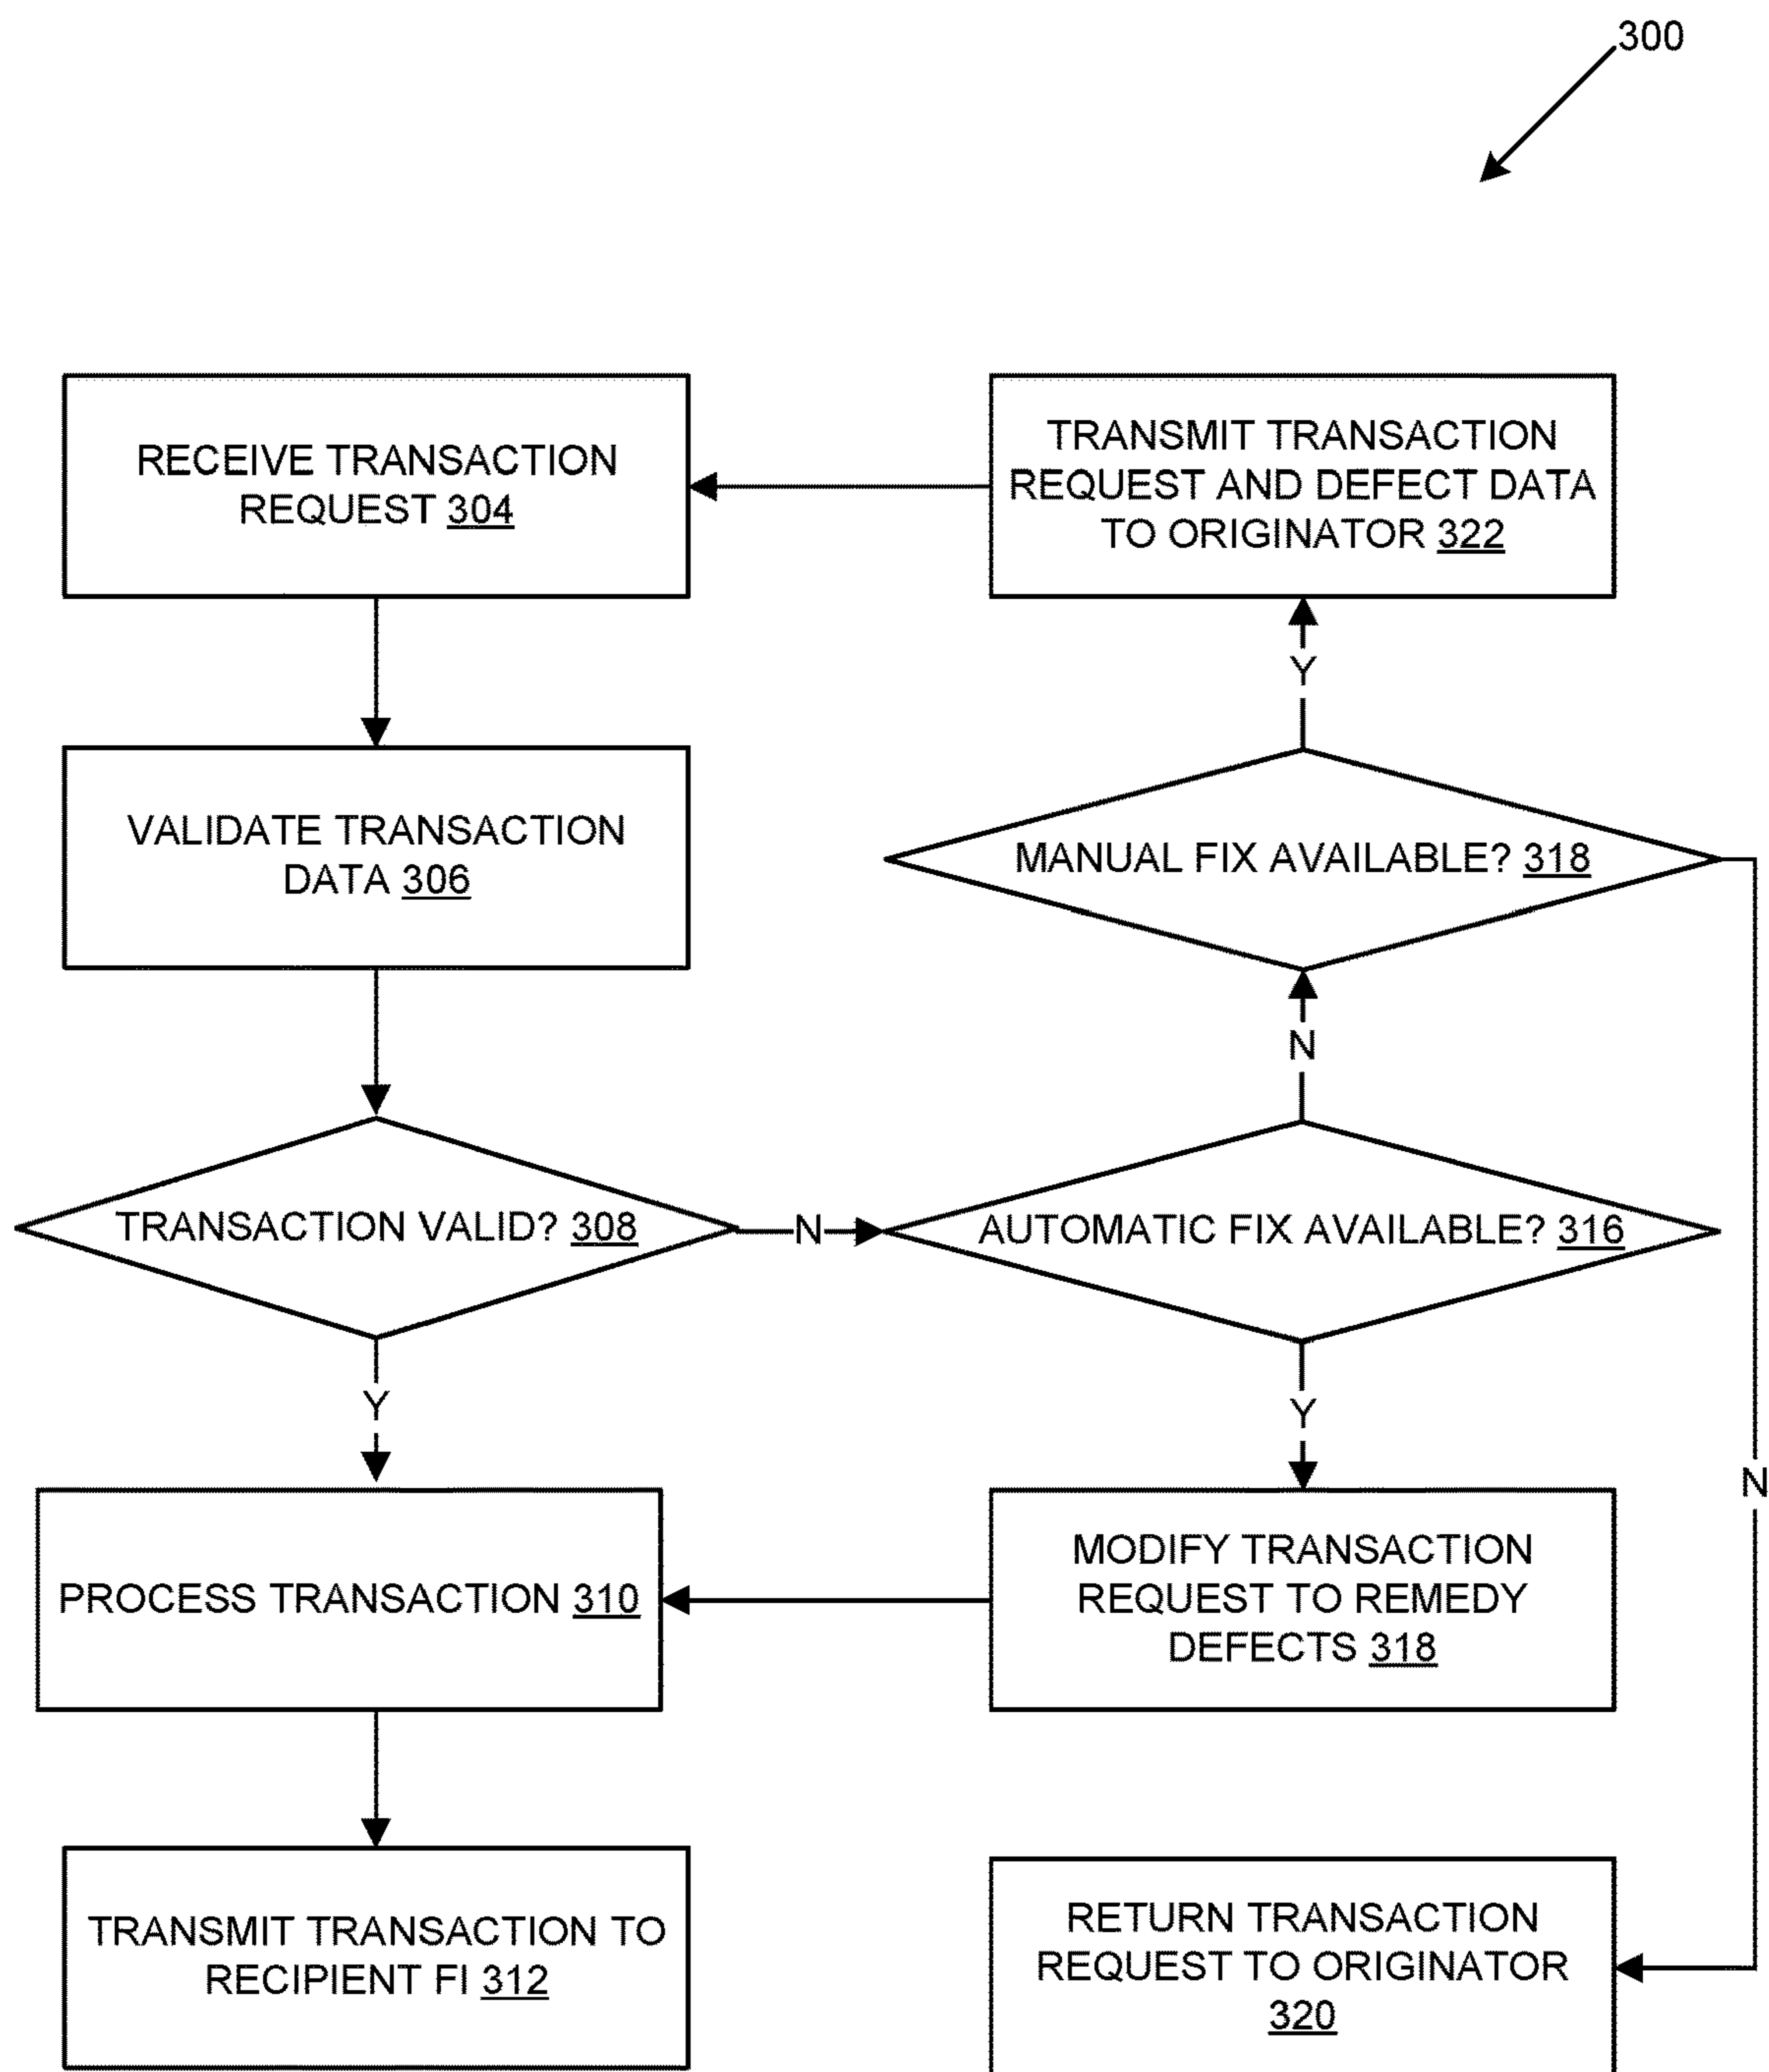 300
RECEIVE TRANSACTION
REQUEST 304
TRANSMIT TRANSACTION
REQUEST AND DEFECT DATA
TO ORIGINATOR 322
Y
VALIDATE TRANSACTION
DATA 306
MANUAL FIX AVAILABLE? 318
N
TRANSACTION VALID? 308
N
AUTOMATIC FIX AVAILABLE? 316
Y
Y
N
PROCESS TRANSACTION 310
MODIFY TRANSACTION
REQUEST TO REMEDY
DEFECTS 318
TRANSMIT TRANSACTION TO
RECIPIENT FI 312
RETURN TRANSACTION
REQUEST TO ORIGINATOR
320